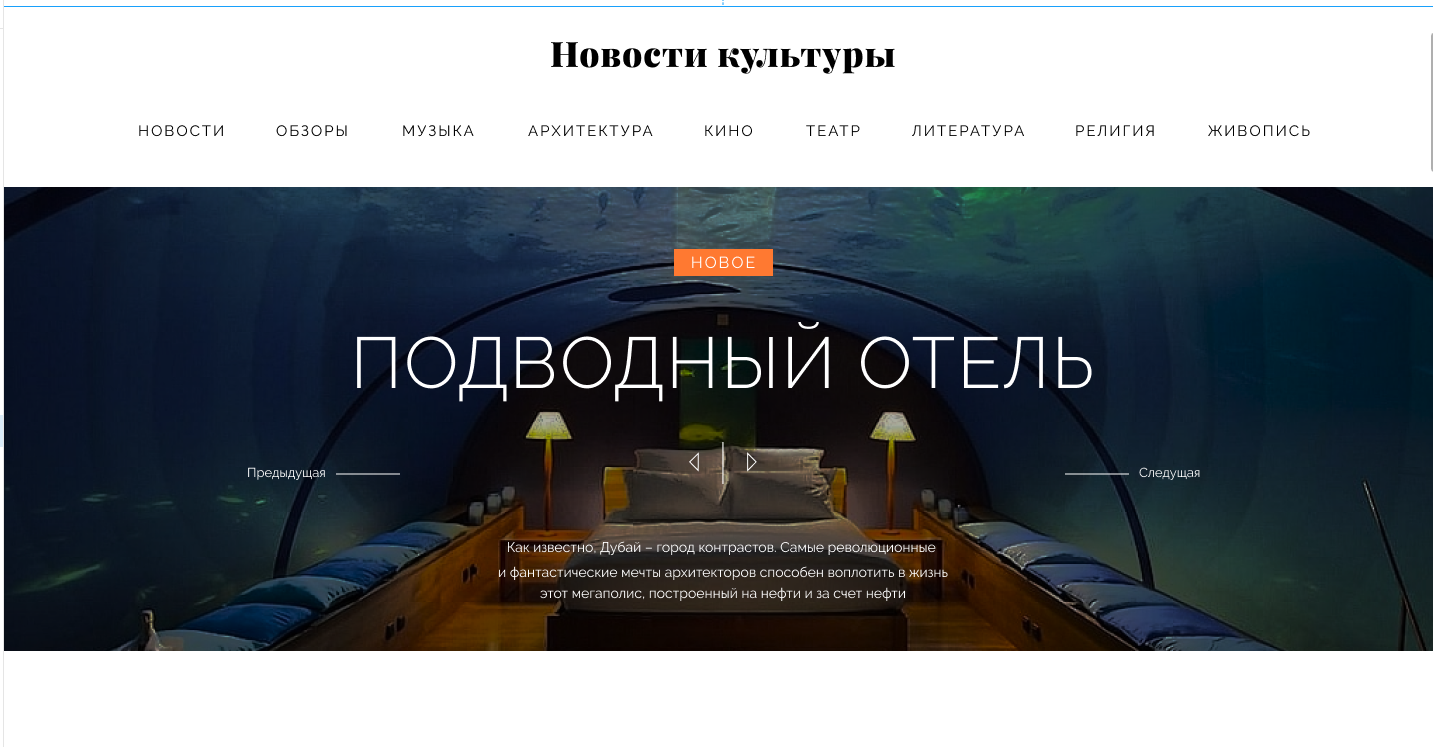 Новости культуры
НОВОСТИ ОБЗОРЫ МУЗЫКА АРХИТЕКТУРА КИНО ТЕАТР ЛИТЕРАТУРА РЕЛИГИЯ ЖИВОПИСЬ
НОВОЕ
ПОДВОДНЫЙ ОТЕЛЬ
Предыдущая
Следущая
Как известно, Дубай – город контрастов. Самые революционные
и фантастические мечты архитекторов способен воплотить в жизнь
этот мегаполис, построенный на нефти и за счет нефти